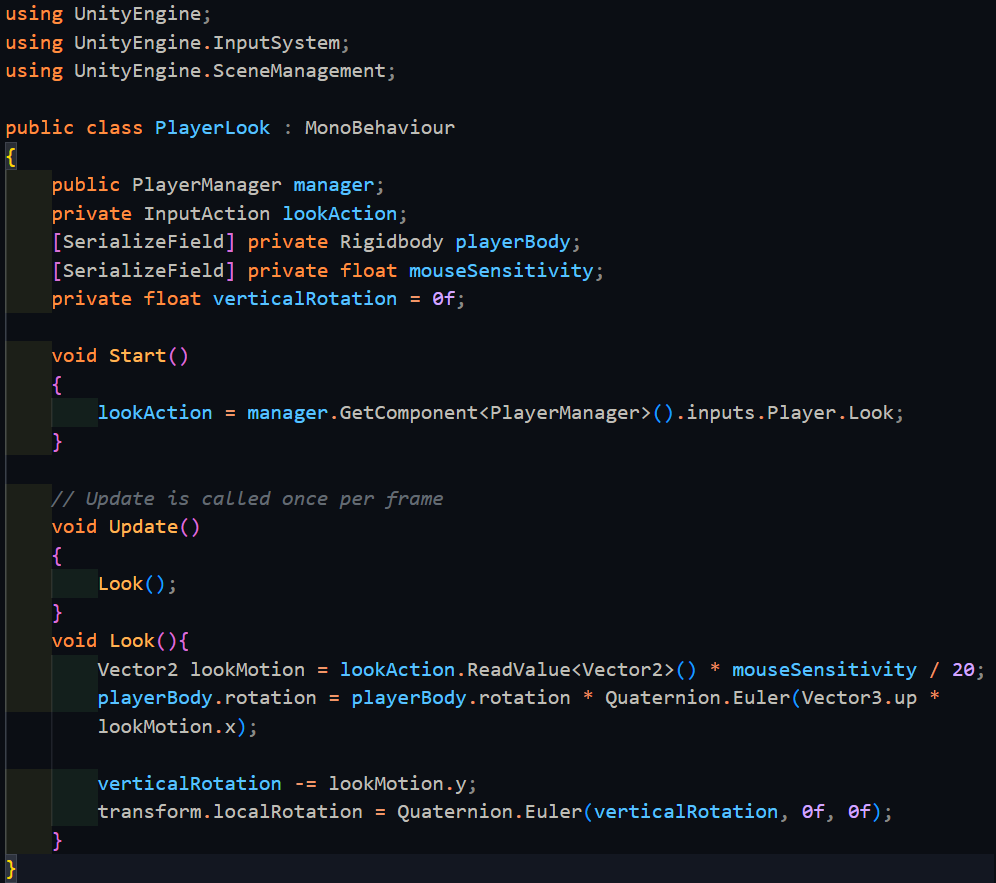 using UnityEngine;
using UnityEngine.InputSystem;
using UnityEngine.SceneManagement;

public class PlayerLook : MonoBehaviour
{
    public PlayerManager manager;
    private InputAction lookAction;
    [SerializeField] private Rigidbody playerBody;
    [SerializeField] private float mouseSensitivity;
    private float verticalRotation = 0f;

    void Start()
    {
        lookAction = manager.GetComponent<PlayerManager>().inputs.Player.Look;
    }

    // Update is called once per frame
    void Update()
    {
        Look();
    }
    void Look(){
        Vector2 lookMotion = lookAction.ReadValue<Vector2>() * mouseSensitivity / 20;
        playerBody.rotation = playerBody.rotation * Quaternion.Euler(Vector3.up *
        lookMotion.x);

        verticalRotation -= lookMotion.y;
        transform.localRotation = Quaternion.Euler(verticalRotation, 0f, 0f);
    }
}